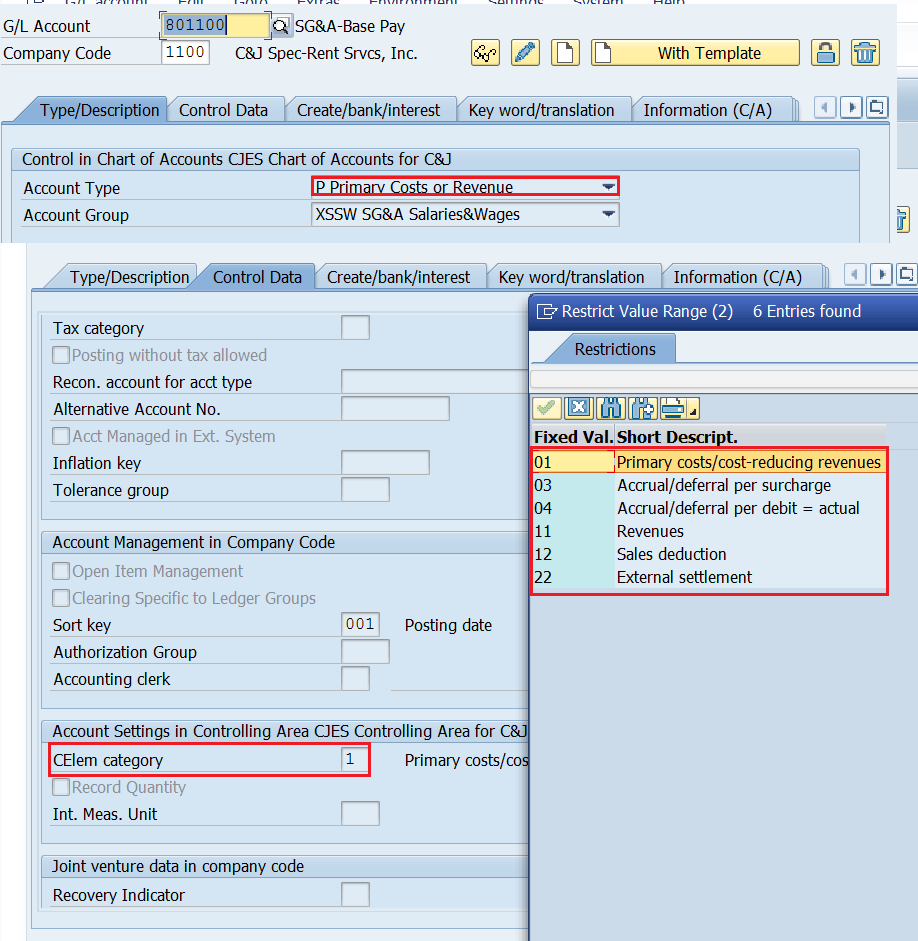 G/L account Edit Goto Extras Environment Settings System Help
G/L Account 801100 SG&A-Base Pay
Company Code 1100 C&J Spec-Rent Srvcs, Inc. With Template
Type/Description Control Data Create/bank/interest Key word/translation Information (C/A)
Control in Chart of Accounts CJES Chart of Accounts for C&J
Account Type P Primary Costs or Revenue
Account Group XSSW SG&A Salaries&Wages
Type/Description Control Data Create/bank/interest Key word/translation Information (C/A)
Tax category
Posting without tax allowed
Recon. account for acct type
Alternative Account No.
Acct Managed in Ext. System
Inflation key
Tolerance group
Account Management in Company Code
Open Item Management
Clearing Specific to Ledger Groups
Sort key 001 Posting date
Authorization Group
Accounting clerk
Account Settings in Controlling Area CJES Controlling Area for C&J
CElem category 1 Primary costs/cos
Record Quantity
Int. Meas. Unit
Joint venture data in company code
Recovery Indicator
Restrict Value Range (2) 6 Entries found
Restrictions
Fixed Val. Short Descript.
01 Primary costs/cost-reducing revenues
03 Accrual/deferral per surcharge
04 Accrual/deferral per debit = actual
11 Revenues
12 Sales deduction
22 External settlement